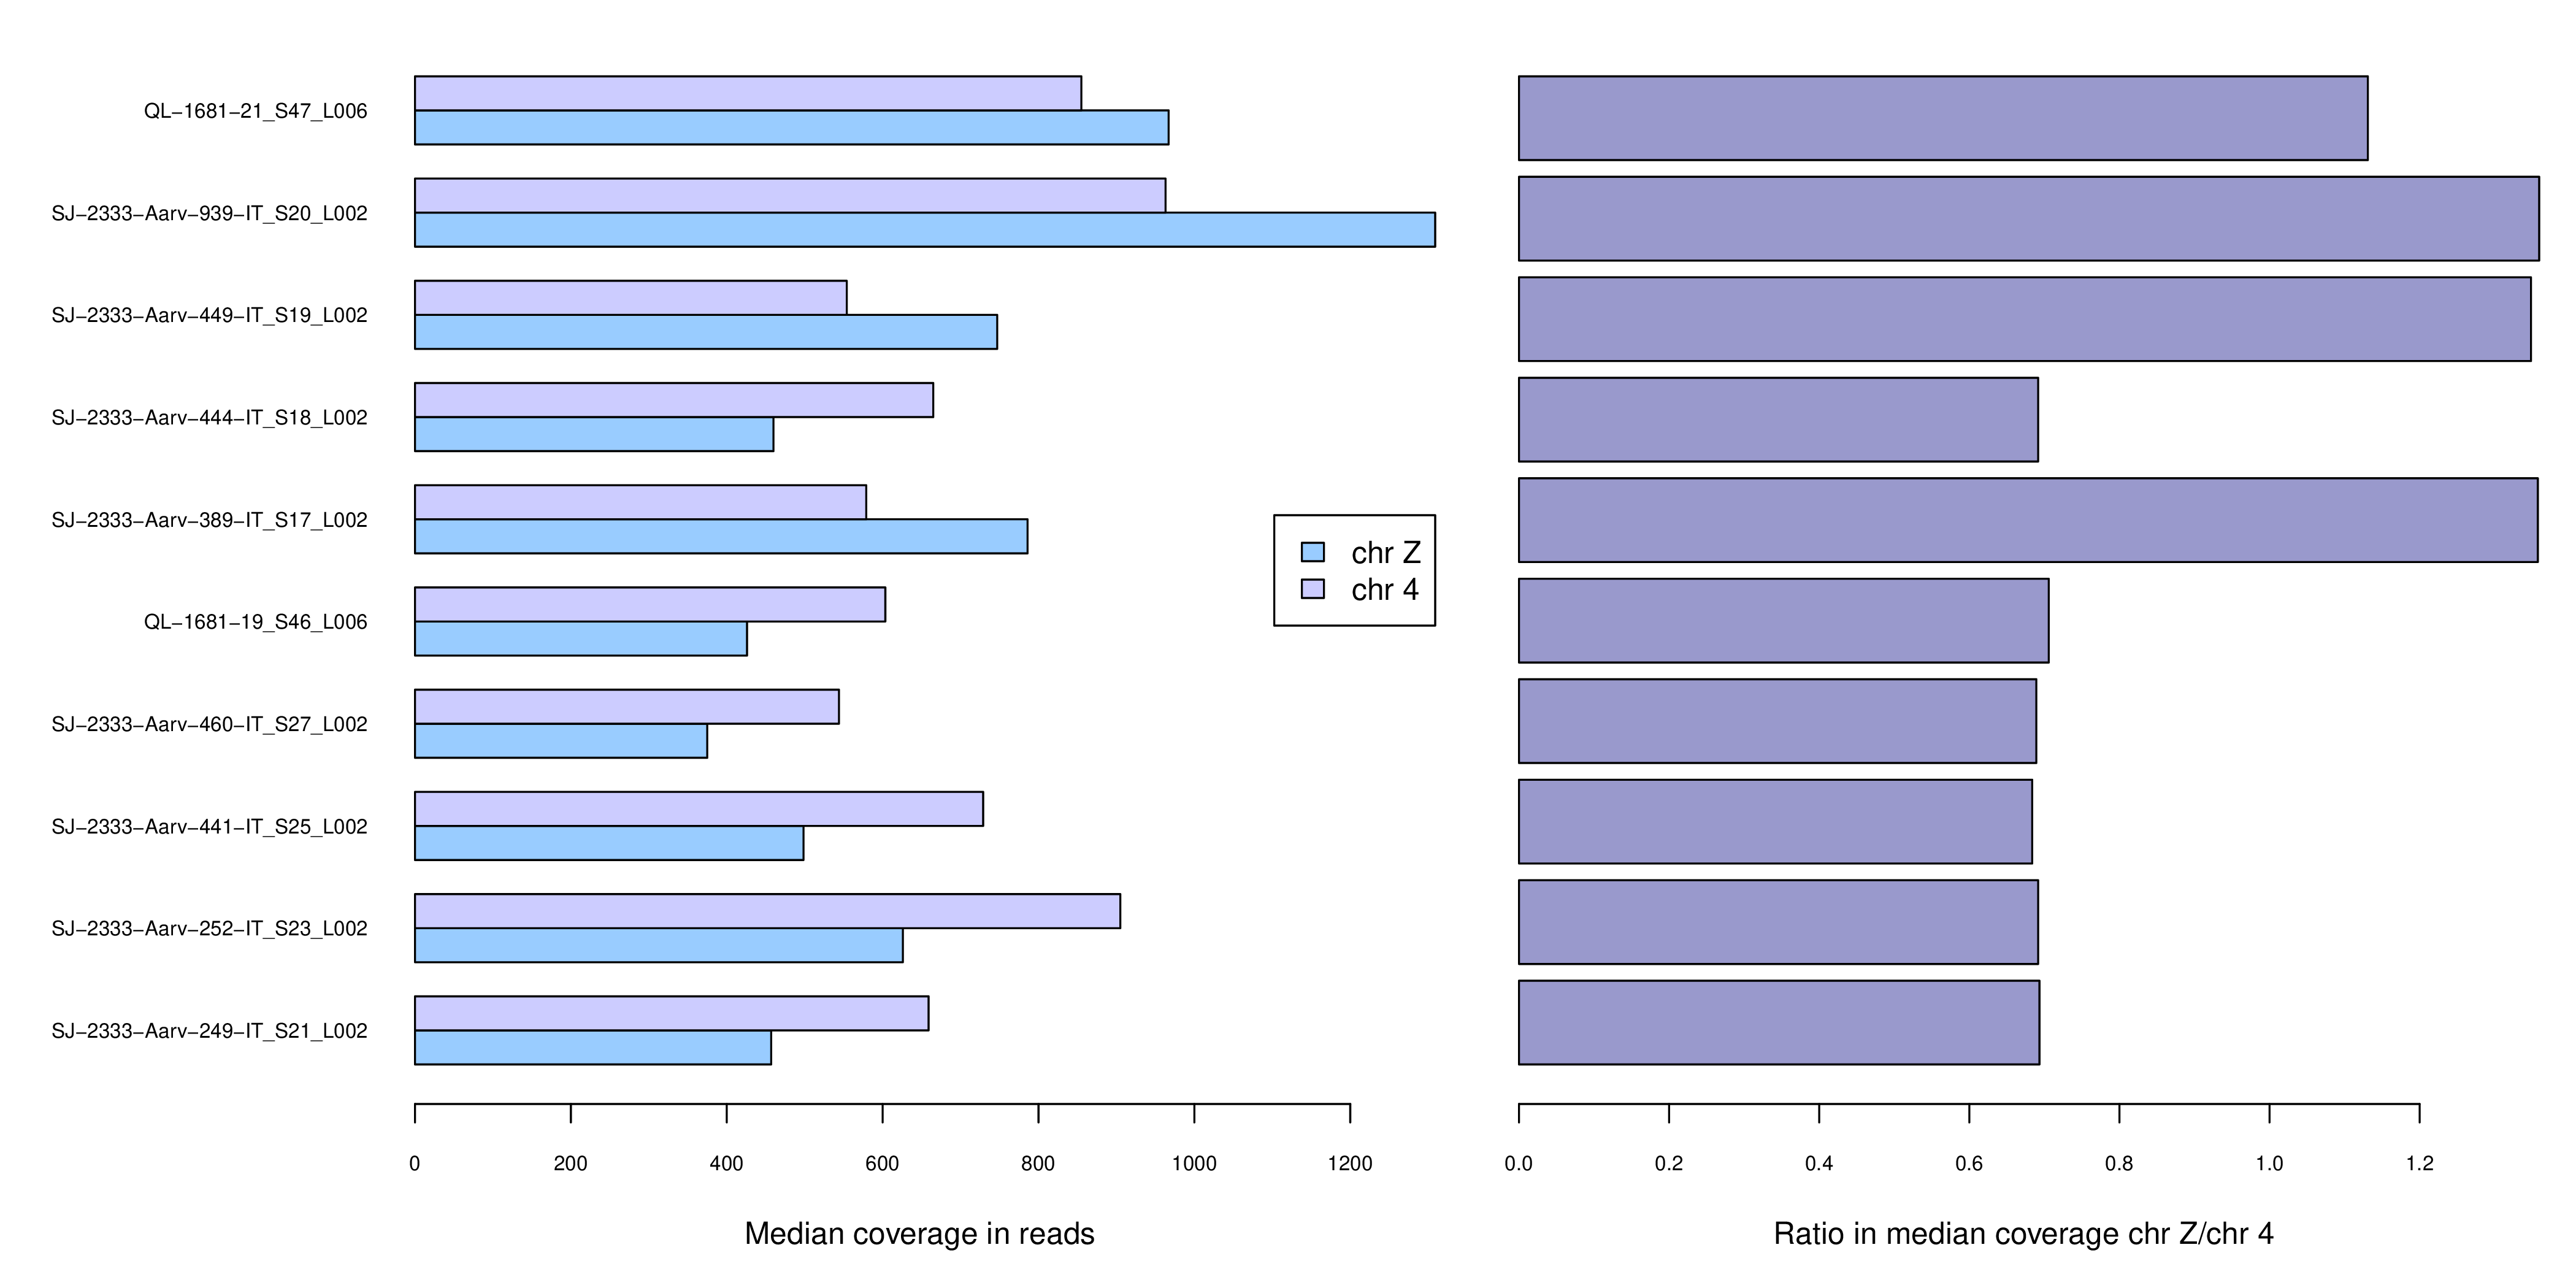 QL−1681−21_S47_L006
SJ−2333−Aarv−939−IT_S20_L002
SJ−2333−Aarv−449−IT_S19_L002
SJ−2333−Aarv−444−IT_S18_L002
SJ−2333−Aarv−389−IT_S17_L002
QL−1681−19_S46_L006
SJ−2333−Aarv−460−IT_S27_L002
SJ−2333−Aarv−441−IT_S25_L002
SJ−2333−Aarv−252−IT_S23_L002
SJ−2333−Aarv−249−IT_S21_L002
chr Z
chr 4
0 200 400 600 800 1000 1200
Median coverage in reads
0.0 0.2 0.4 0.6 0.8 1.0 1.2
Ratio in median coverage chr Z/chr 4